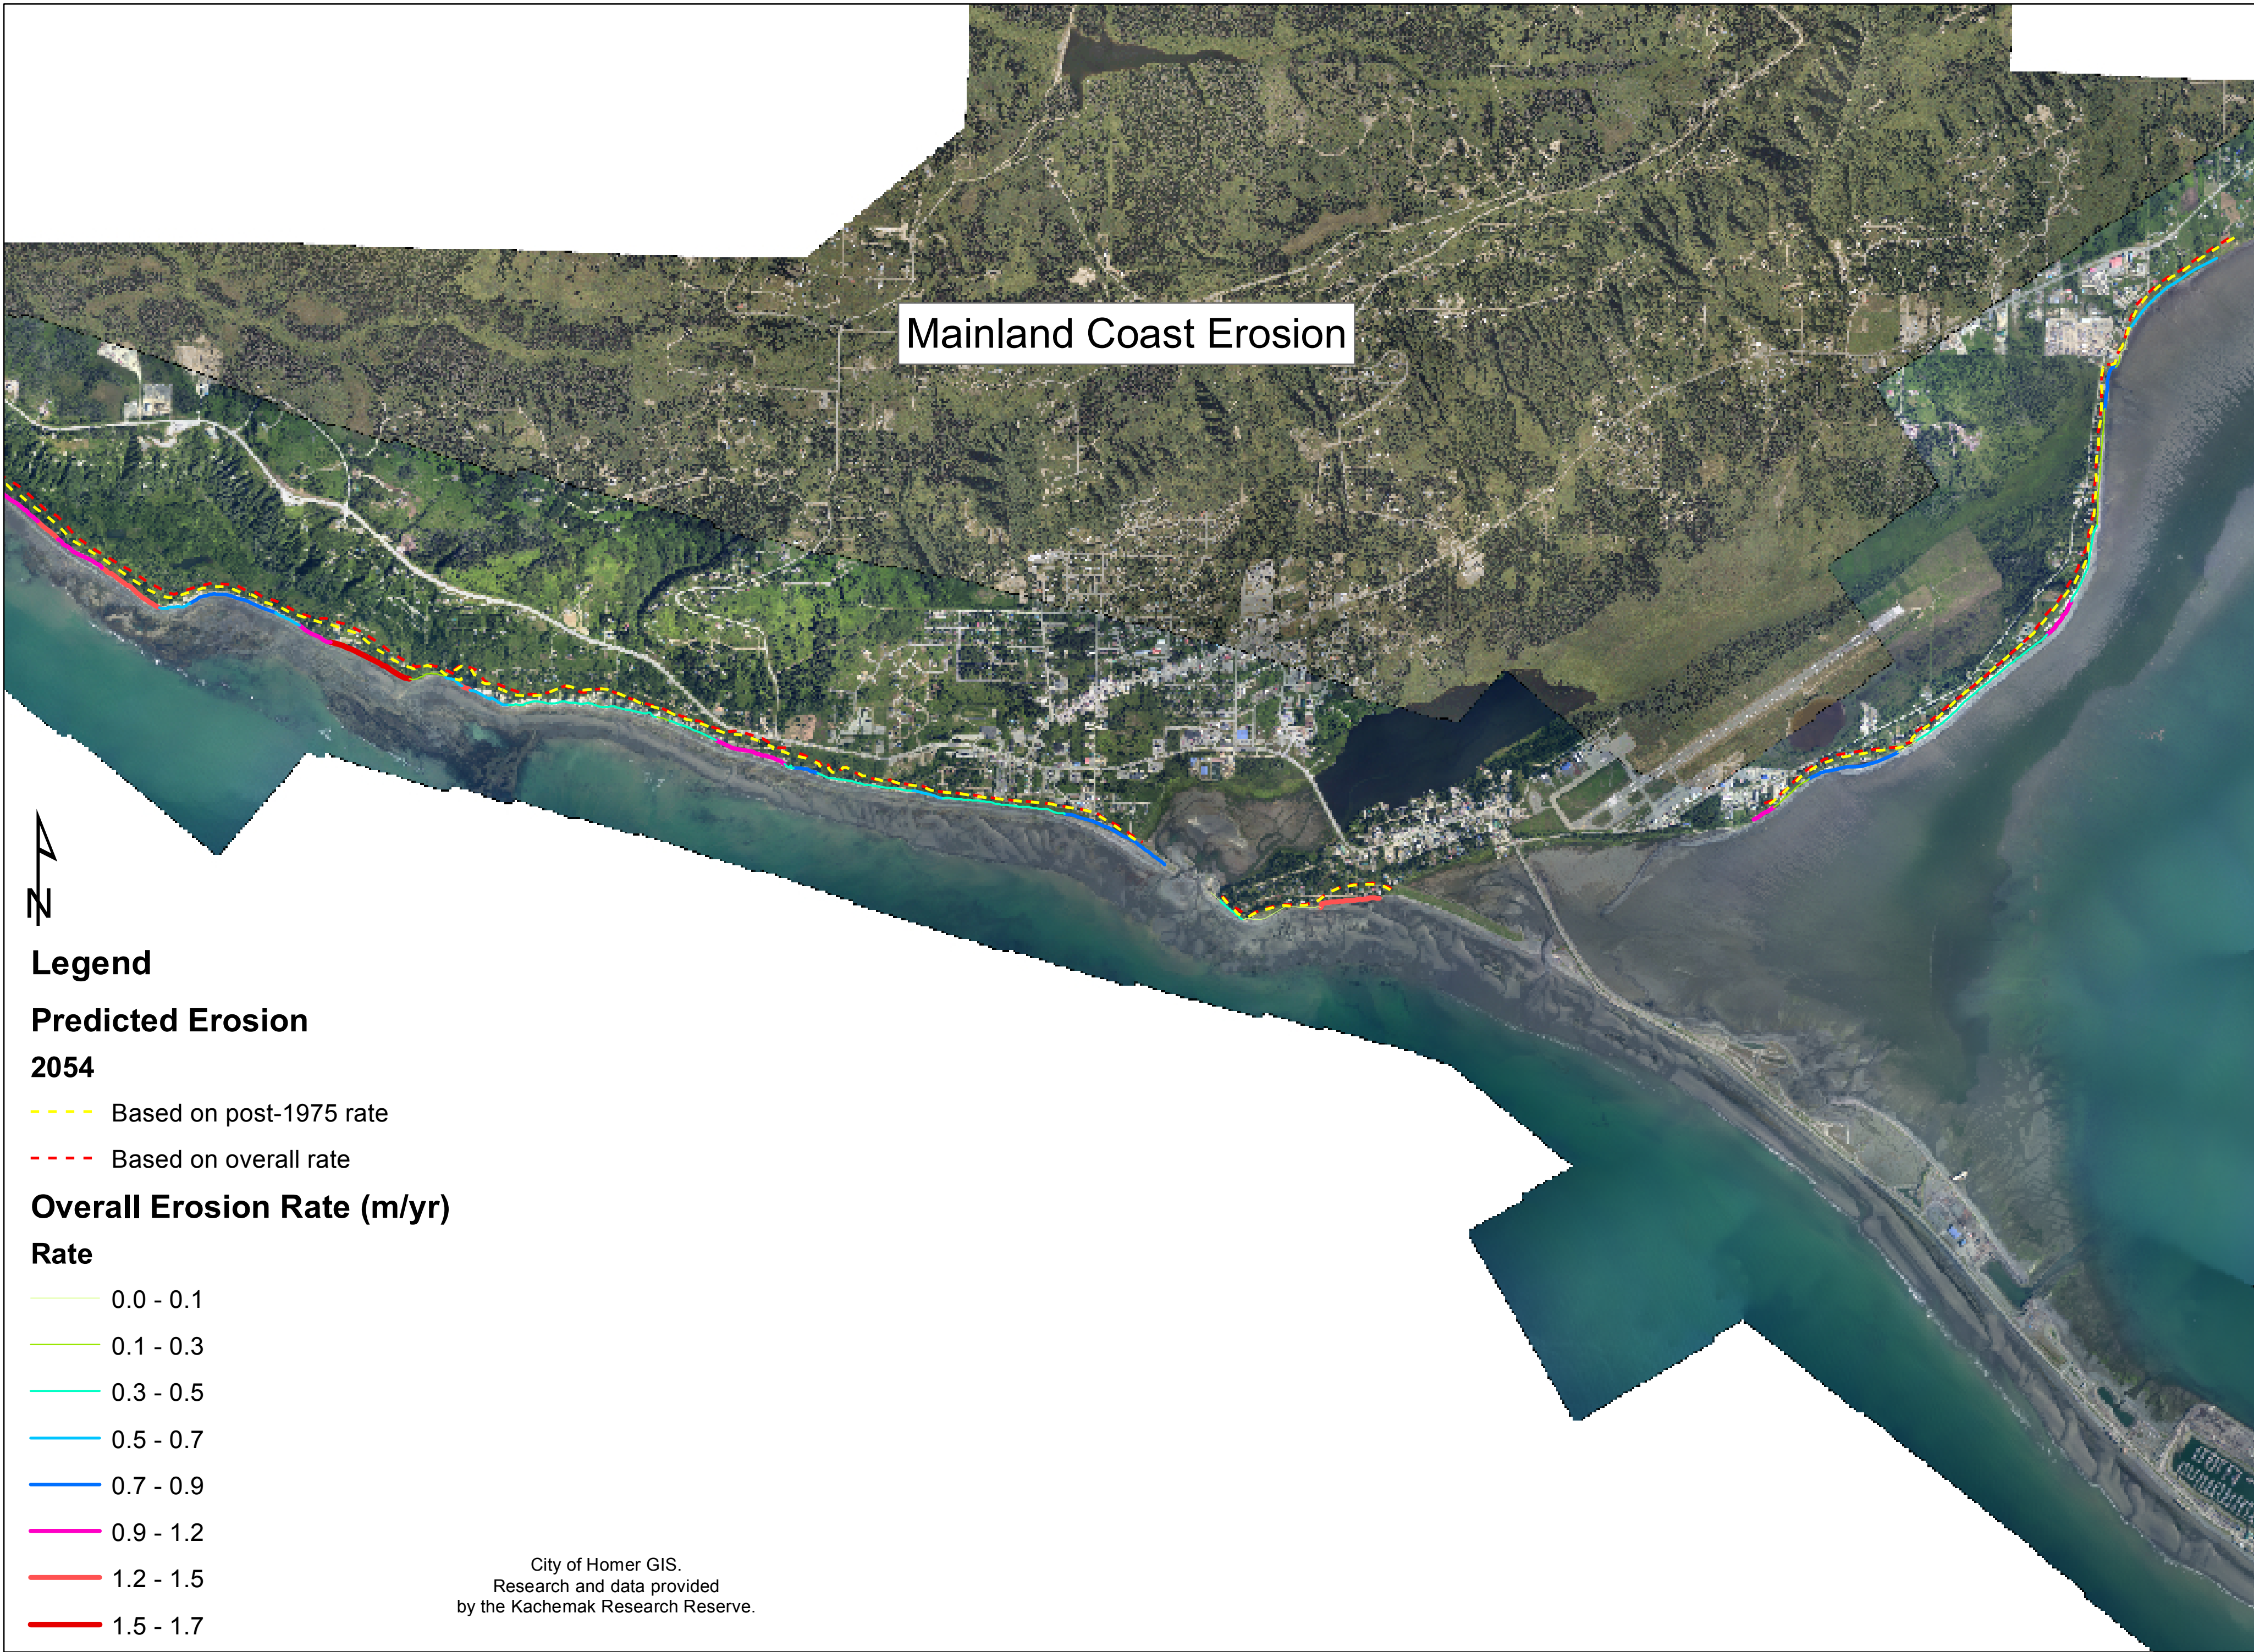 Mainland Coast Erosion
N
Legend
Predicted Erosion
2054
Based on post-1975 rate
Based on overall rate
Overall Erosion Rate (m/yr)
Rate
0.0 - 0.1
0.1 - 0.3
0.3 - 0.5
0.5 - 0.7
0.7 - 0.9
0.9 - 1.2
1.2 - 1.5
1.5 - 1.7
City of Homer GIS.
Research and data provided
by the Kachemak Research Reserve.